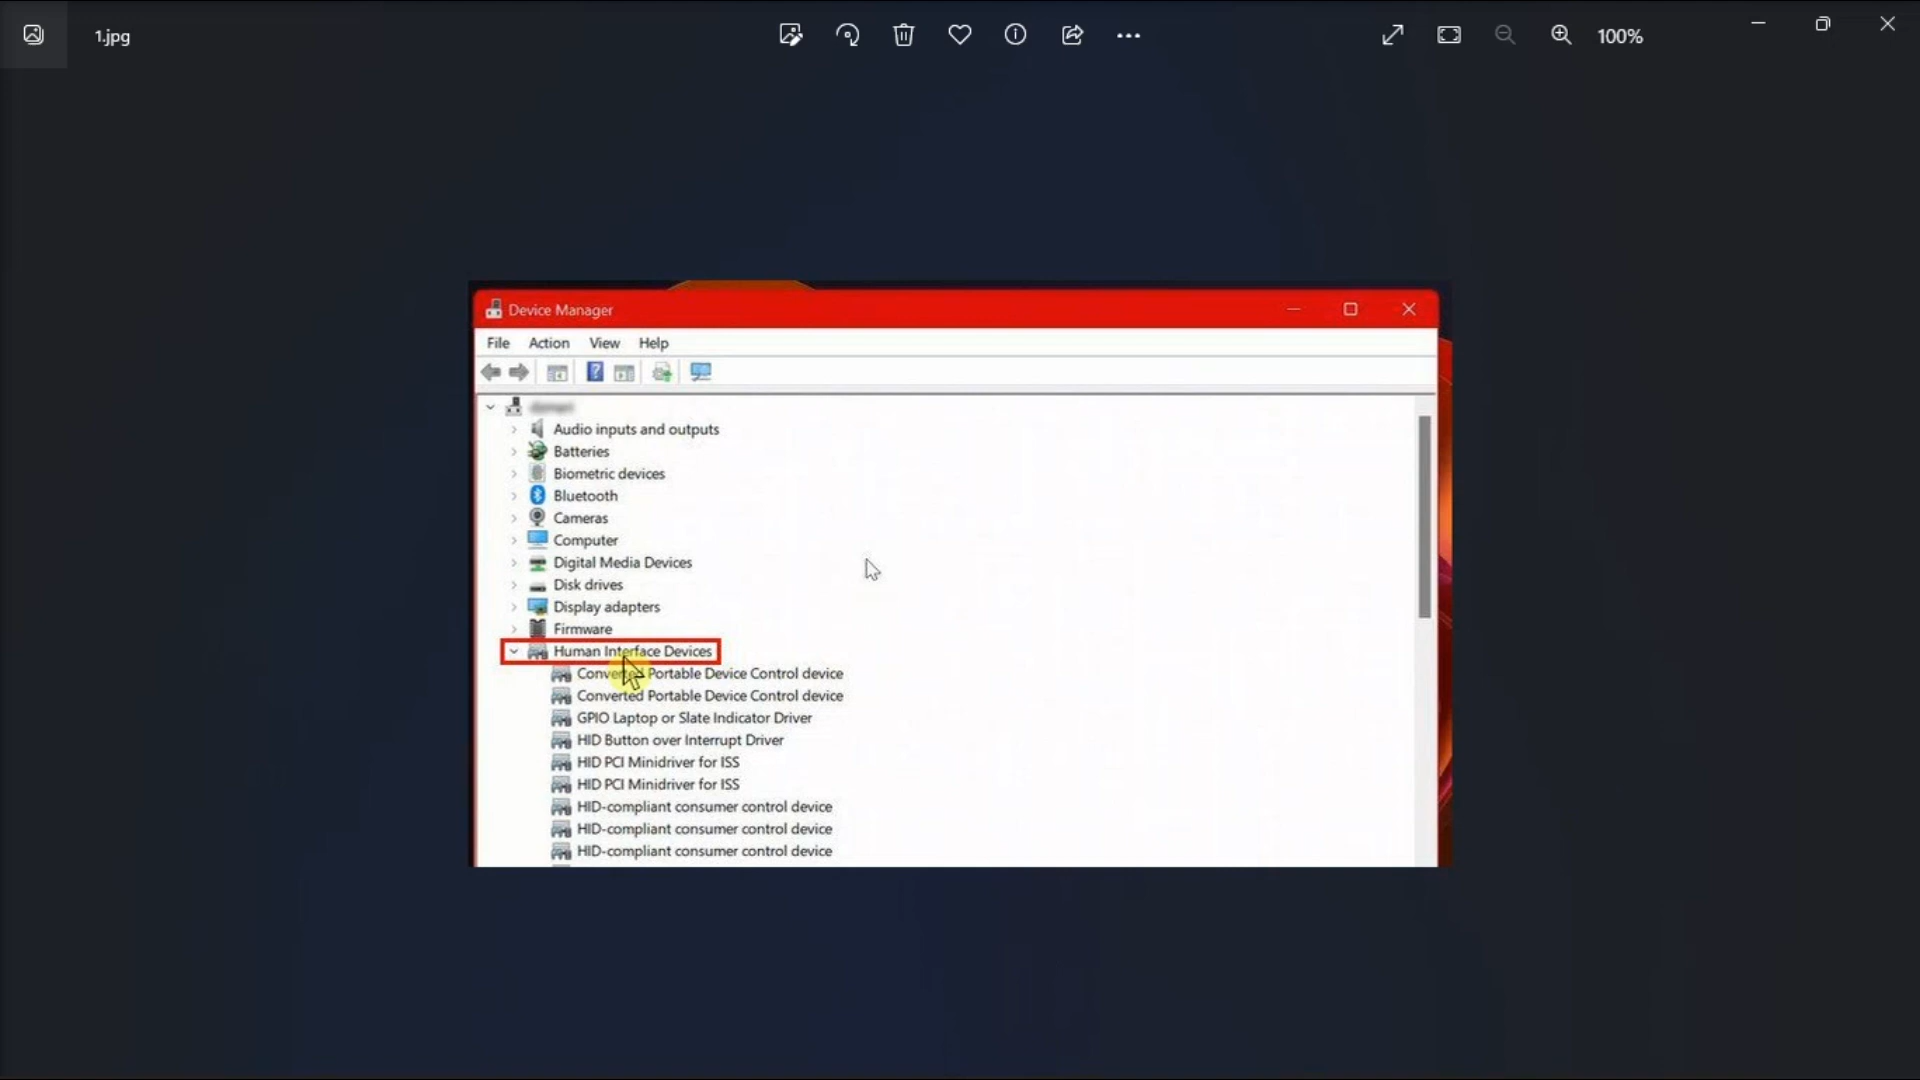 1.jpg
100%
Device Manager
File Action View Help
Audio inputs and outputs
Batteries
Biometric devices
Bluetooth
Cameras
Computer
Digital Media Devices
Disk drives
Display adapters
Firmware
Human Interface Devices
Converted Portable Device Control device
Converted Portable Device Control device
GPIO Laptop or Slate Indicator Driver
HID Button over Interrupt Driver
HID PCI Minidriver for ISS
HID PCI Minidriver for ISS
HID-compliant consumer control device
HID-compliant consumer control device
HID-compliant consumer control device